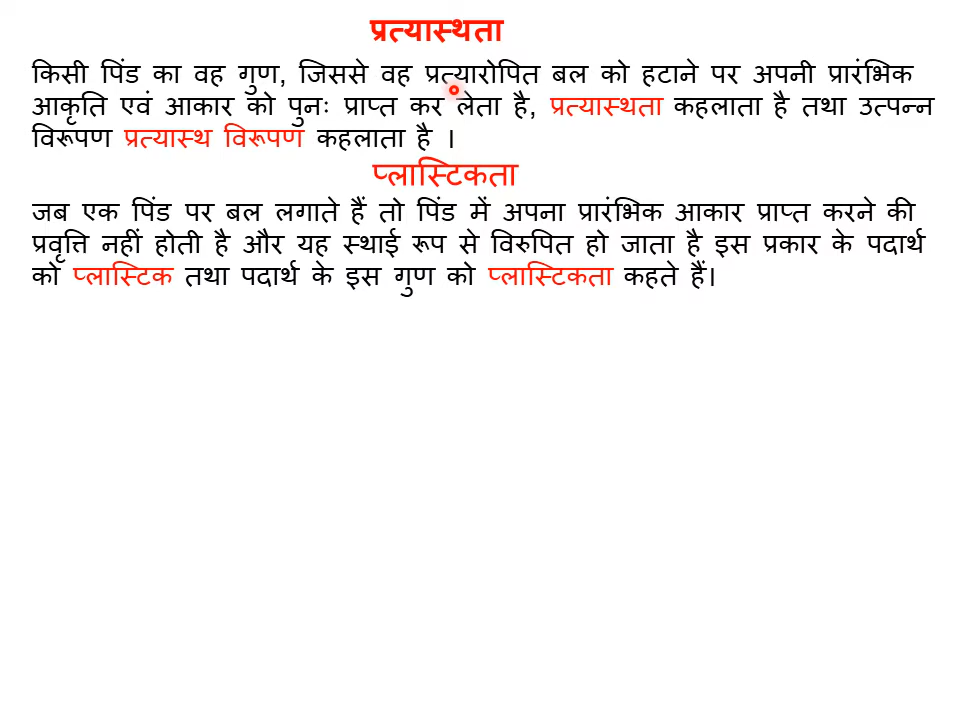 प्रत्यास्थता
किसी पिंड का वह गुण, जिससे वह प्रत्यारोपित बल को हटाने पर अपनी प्रारंभिक
आकृति एवं आकार को पुनः प्राप्त कर लेता है, प्रत्यास्थता कहलाता है तथा उत्पन्न
विरूपण प्रत्यास्थ विरूपण कहलाता है ।
प्लास्टिकता
जब एक पिंड पर बल लगाते हैं तो पिंड में अपना प्रारंभिक आकार प्राप्त करने की
प्रवृत्ति नहीं होती है और यह स्थाई रूप से विरुपित हो जाता है इस प्रकार के पदार्थ
को प्लास्टिक तथा पदार्थ के इस गुण को प्लास्टिकता कहते हैं।